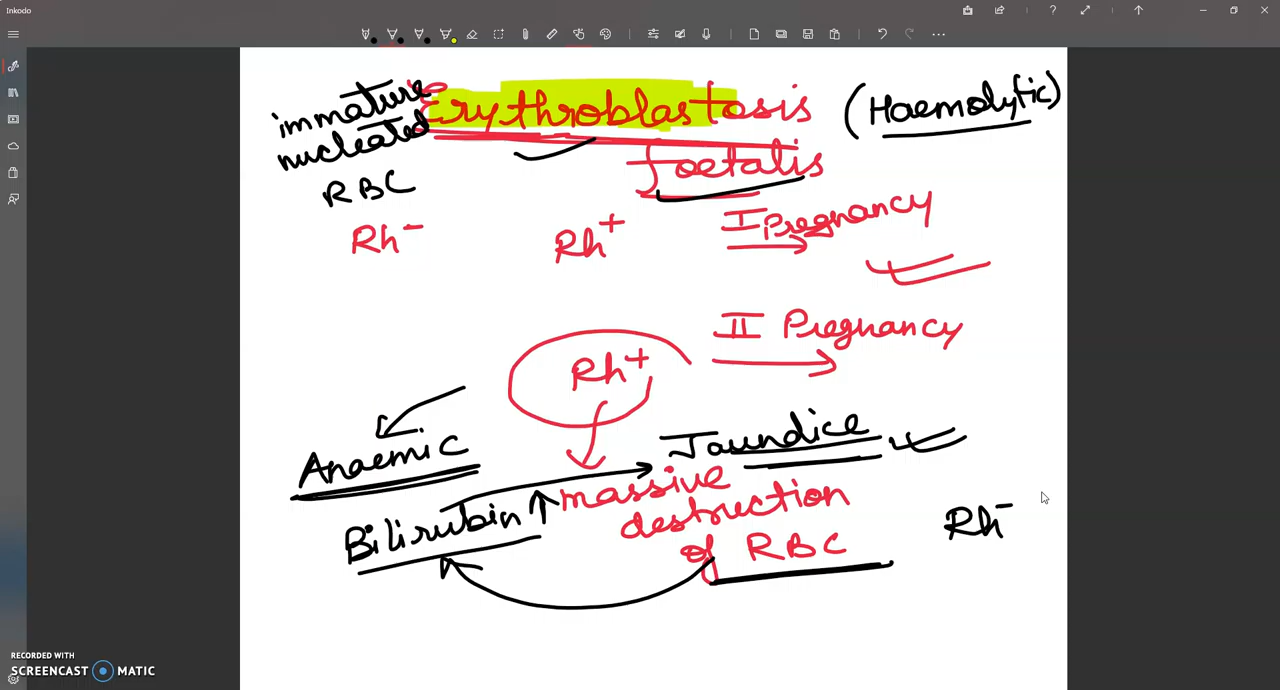 Inkodo
immature
nucleated
RBC
Erythroblastosis
foetalis
(Haemolytic)
Rh-
Rh+
I Pregnancy
II Pregnancy
Rh+
Anaemic
Jaundice
Bilirubin ↑
massive
destruction
of RBC
Rh-
RECORDED WITH
SCREENCAST MATIC